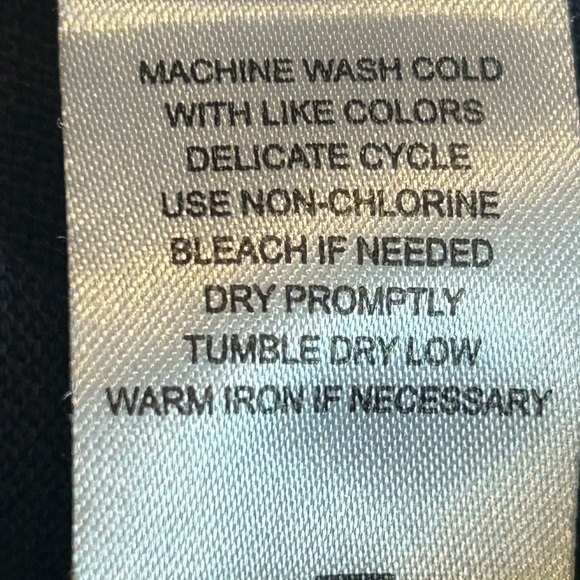 MACHINE WASH COLD
WITH LIKE COLORS
DELICATE CYCLE
USE NON-CHLORINE
BLEACH IF NEEDED
DRY PROMPTLY
TUMBLE DRY LOW
WARM IRON IF NECESSARY